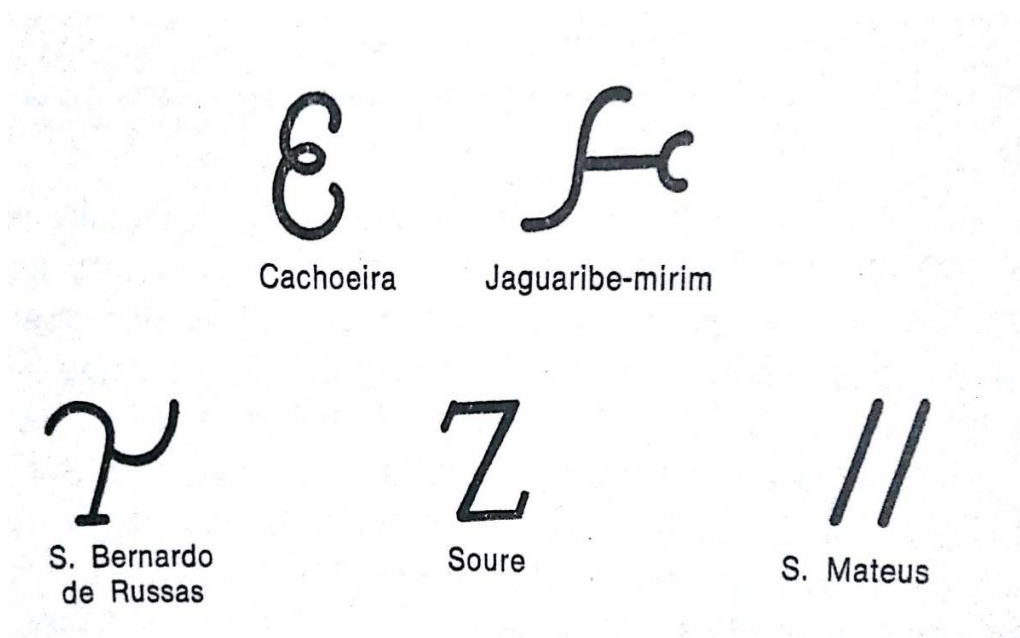 Cachoeira
Jaguaribe-mirim
S. Bernardo
de Russas
Soure
S. Mateus